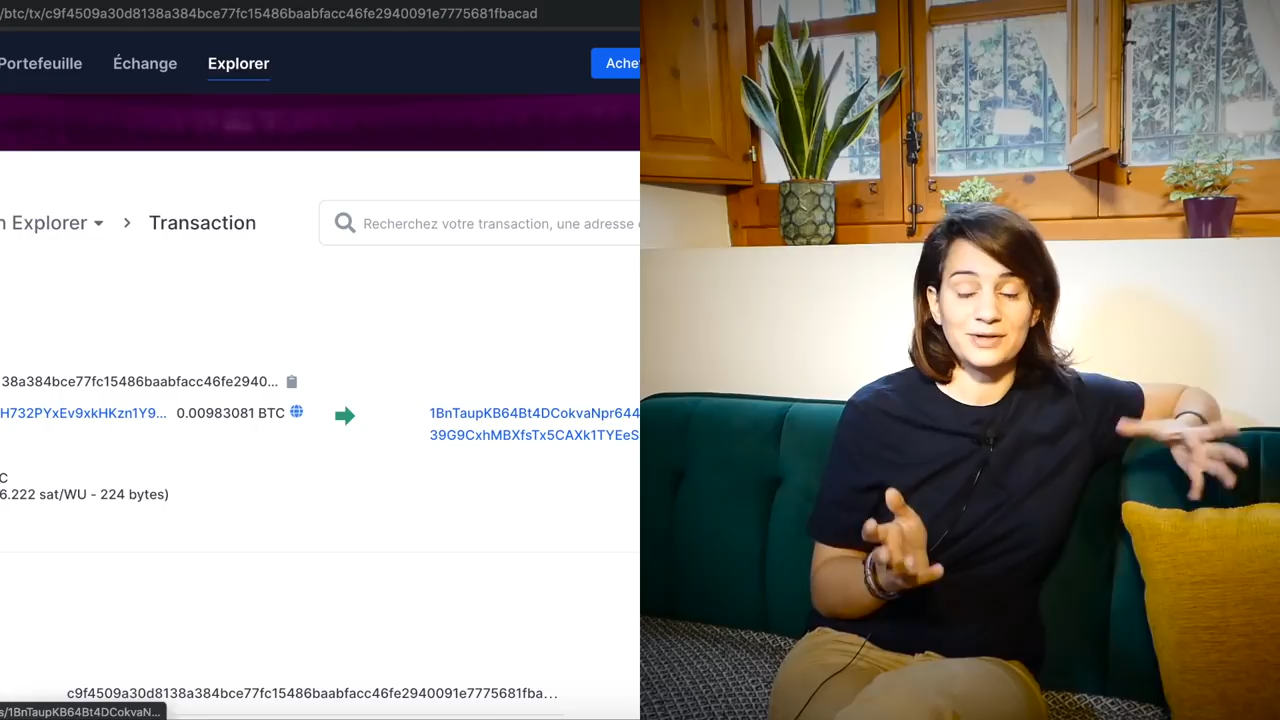 /btc/tx/c9f4509a30d8138a384bce77fc15486baabfacc46fe2940091e7775681fbacad
Portefeuille Échange Explorer Ache
n Explorer > Transaction
Recherchez votre transaction, une adresse
38a384bce77fc15486baabfacc46fe2940...
H732PYxEv9xkHKzn1Y9... 0.00983081 BTC 1BnTaupKB64Bt4DCokvaNpr644
39G9CxhMBXfsTx5CAXk1TYEeS
C
6.222 sat/WU - 224 bytes)
c9f4509a30d8138a384bce77fc15486baabfacc46fe2940091e7775681fba...
s/1BnTaupKB64Bt4DCokvaN...